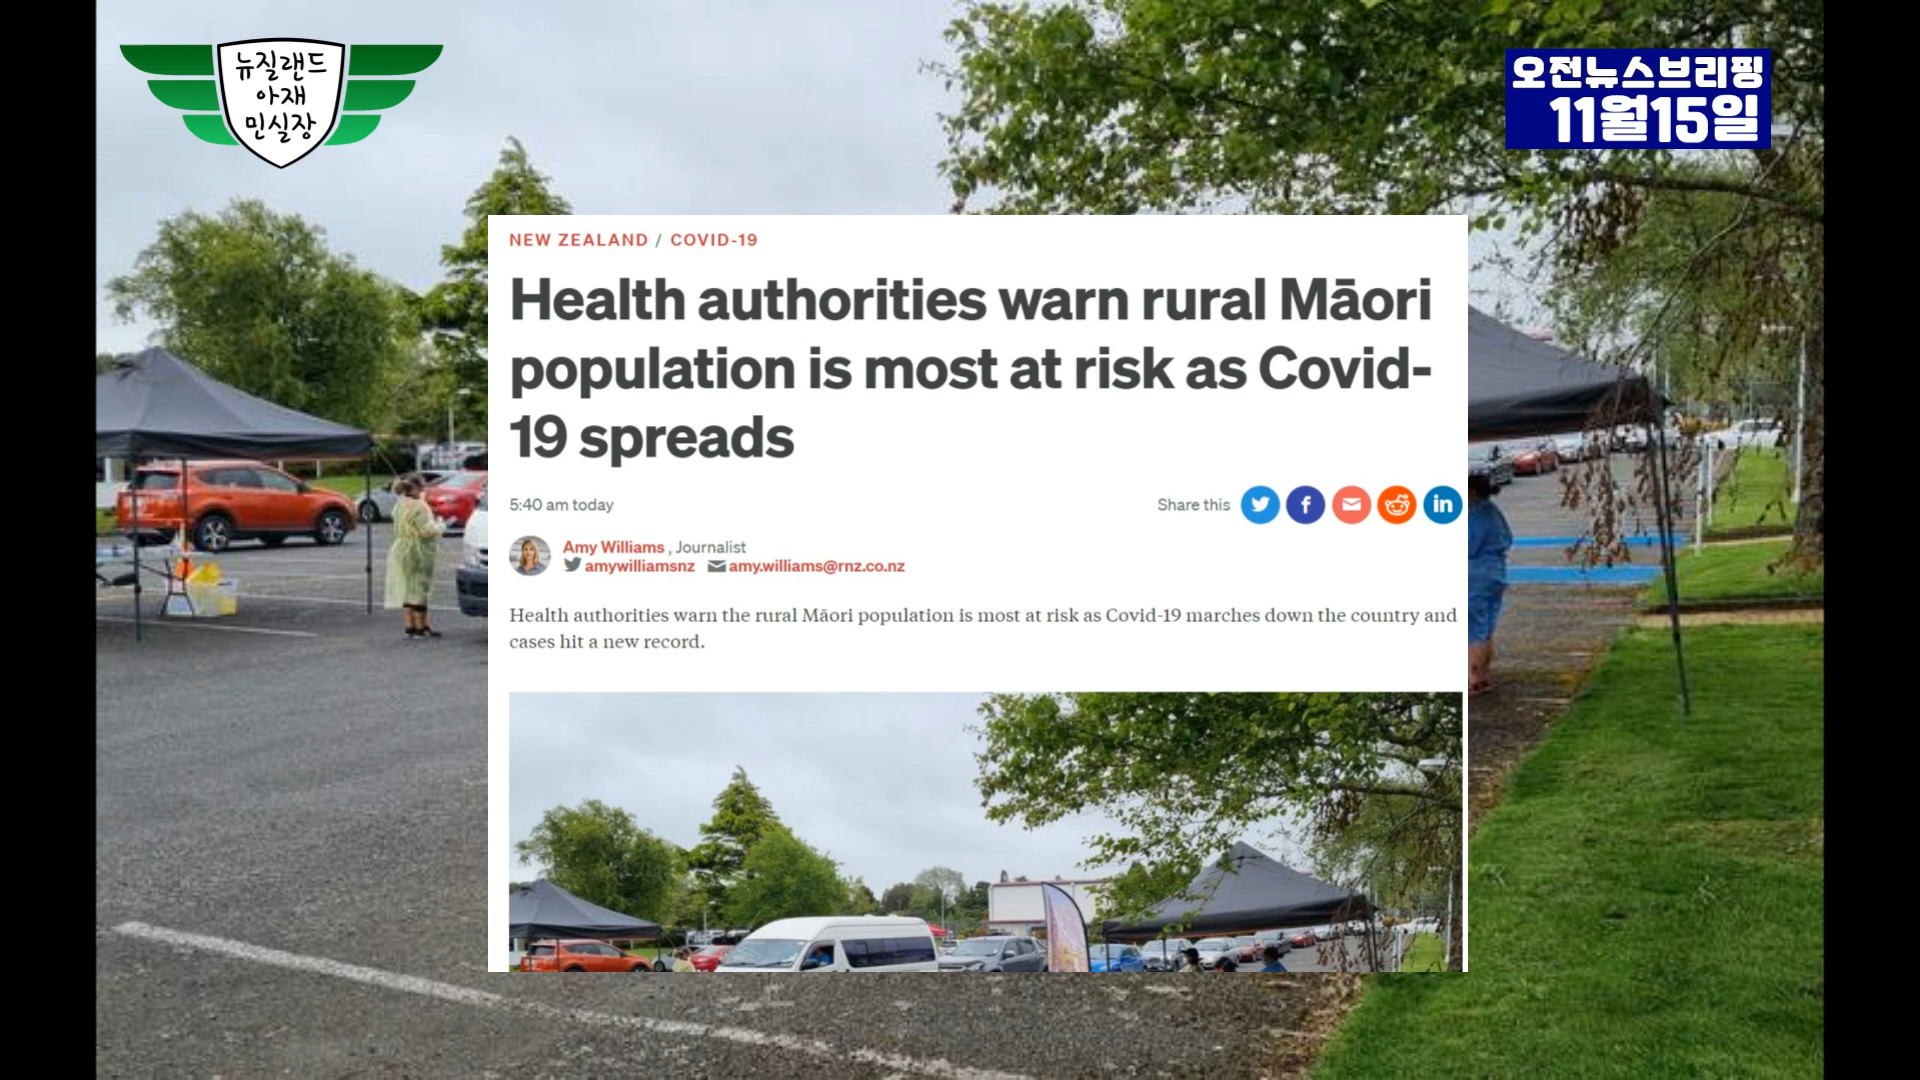 뉴질랜드
아재
민실장
오전뉴스브리핑
11월15일
NEW ZEALAND / COVID-19
Health authorities warn rural Māori
population is most at risk as Covid-
19 spreads
5:40 am today
Share this
Amy Williams , Journalist
amywilliamsnz amy.williams@rnz.co.nz
Health authorities warn the rural Māori population is most at risk as Covid-19 marches down the country and
cases hit a new record.